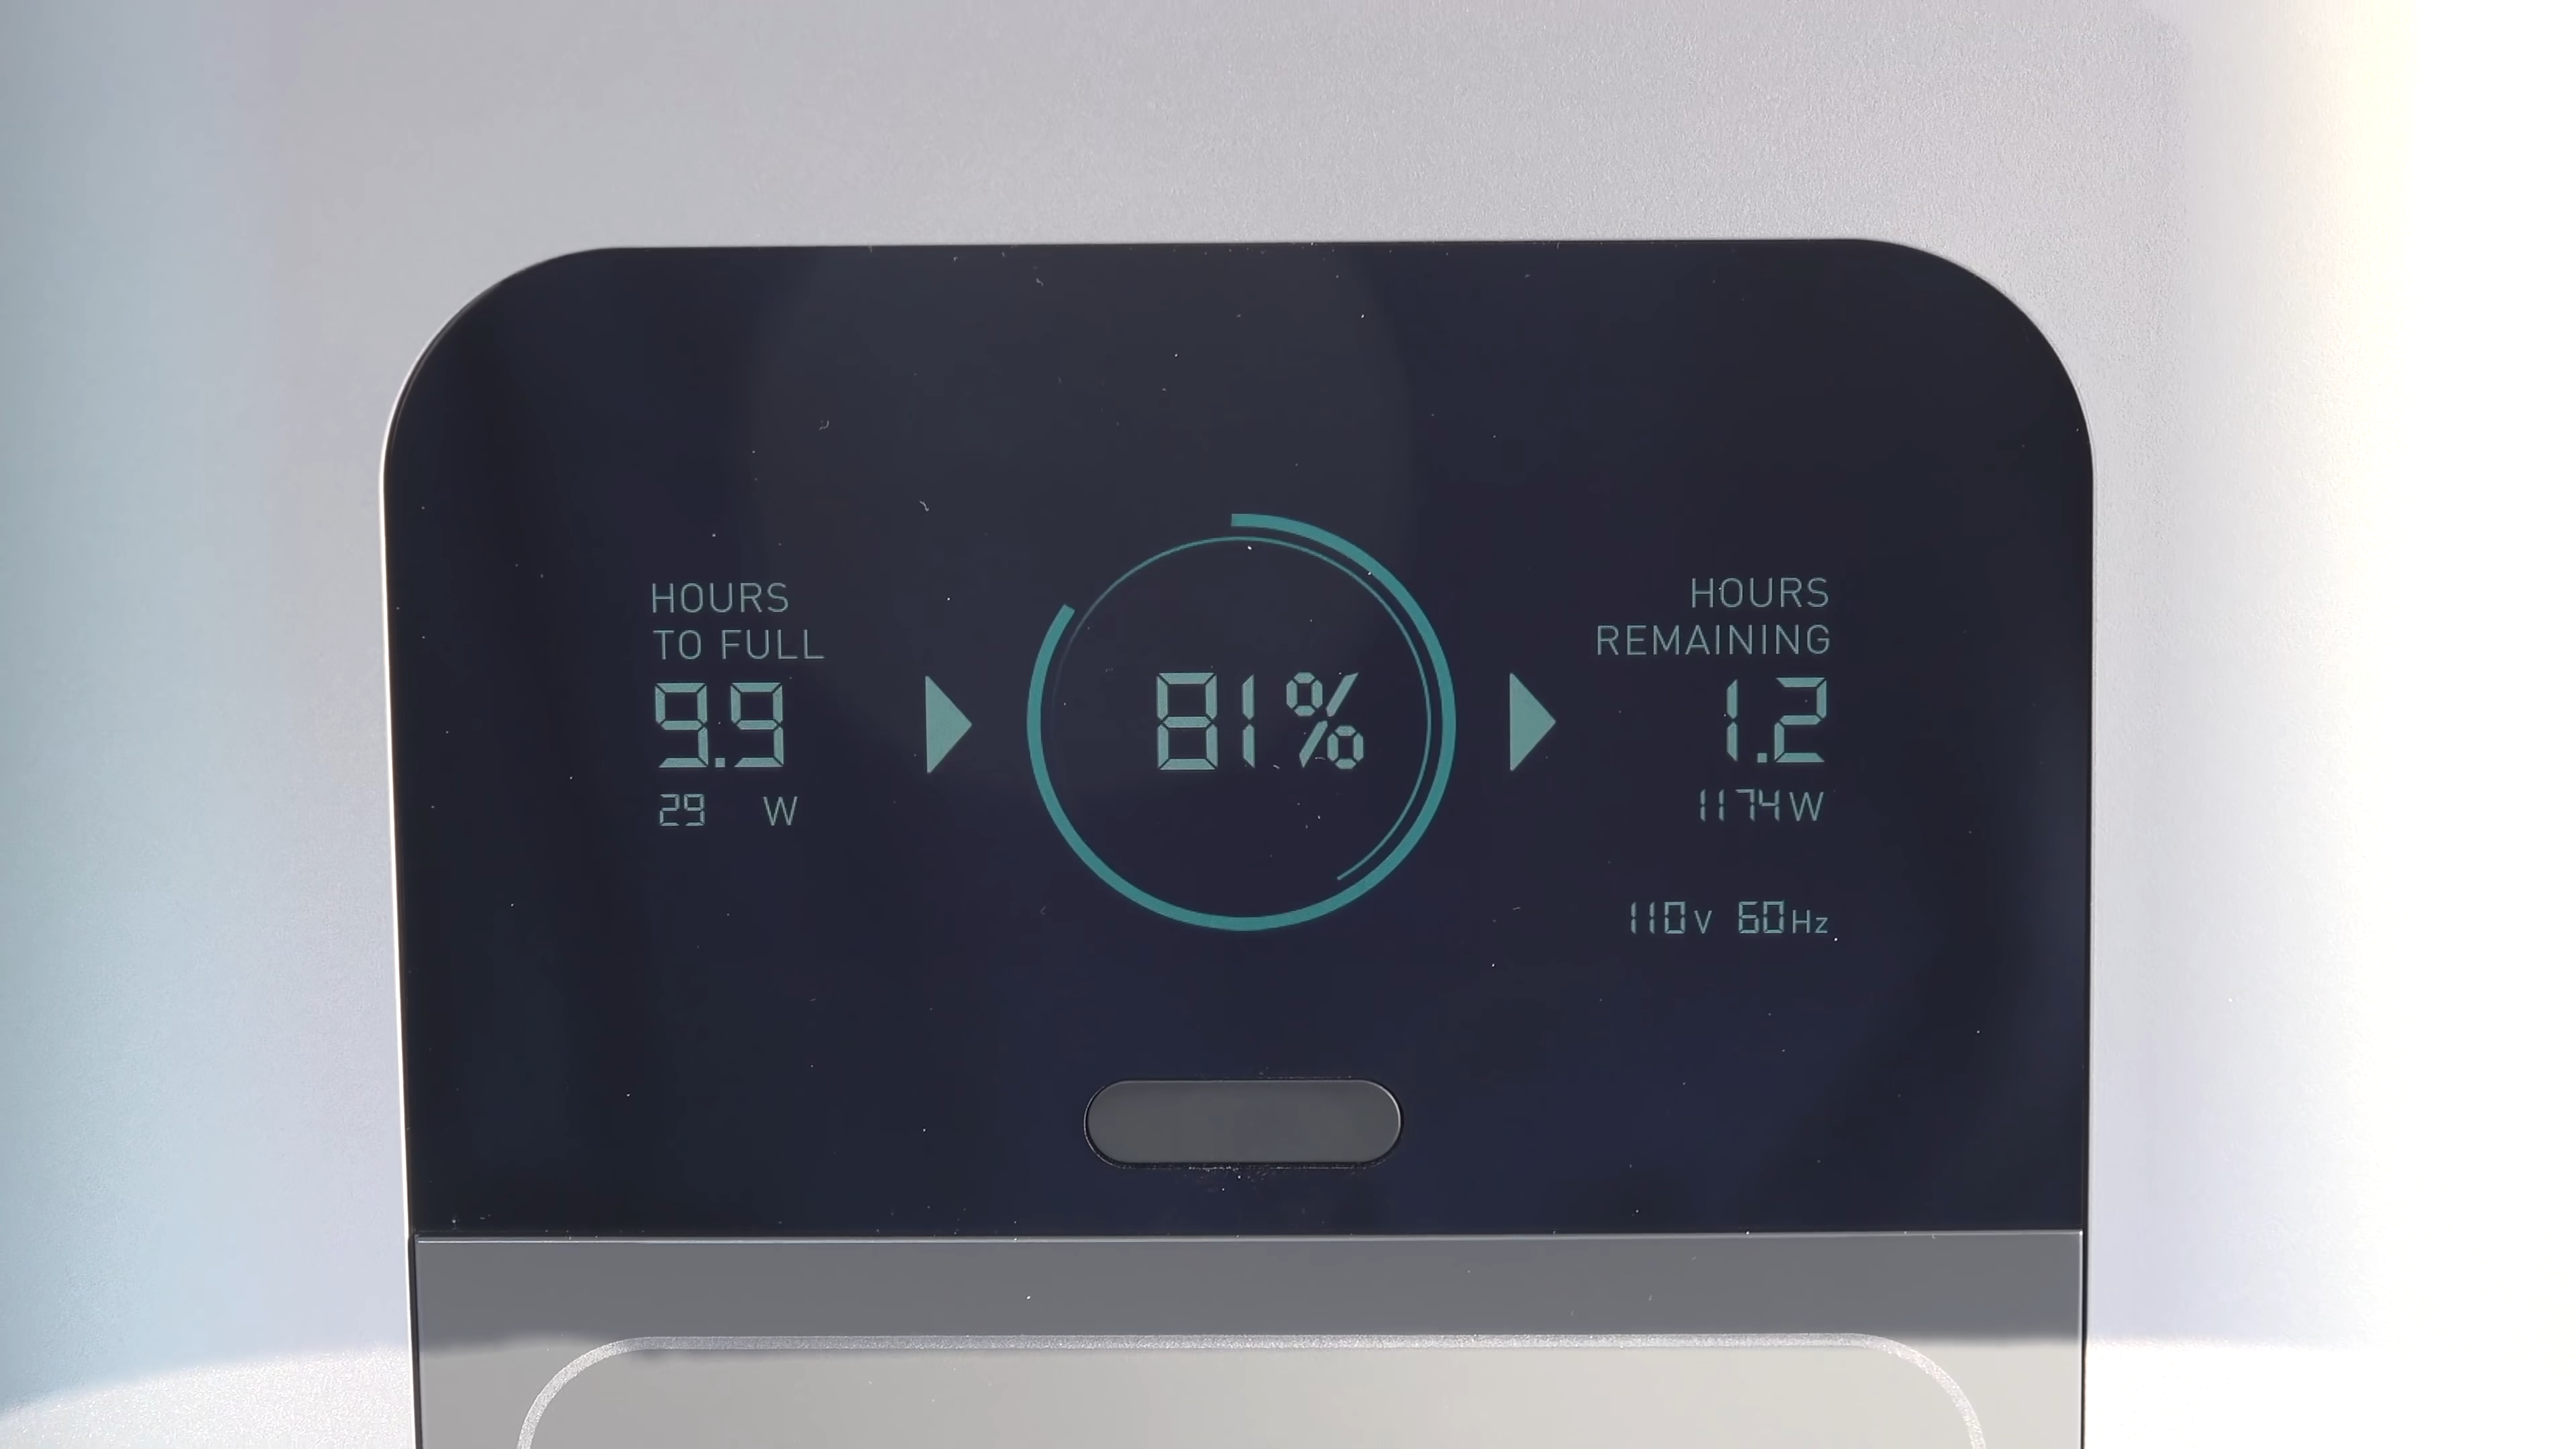 HOURS
TO FULL
9.9
29 W
81%
HOURS
REMAINING
1.2
1174W
110V 60Hz